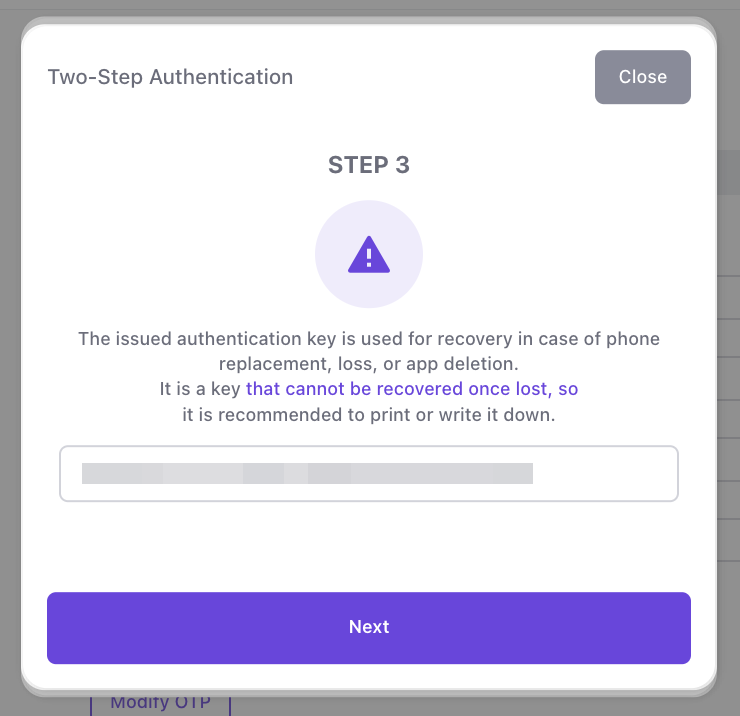 Two-Step Authentication
Close
STEP 3
The issued authentication key is used for recovery in case of phone
replacement, loss, or app deletion.
It is a key that cannot be recovered once lost, so
it is recommended to print or write it down.
Next
Modify OTP